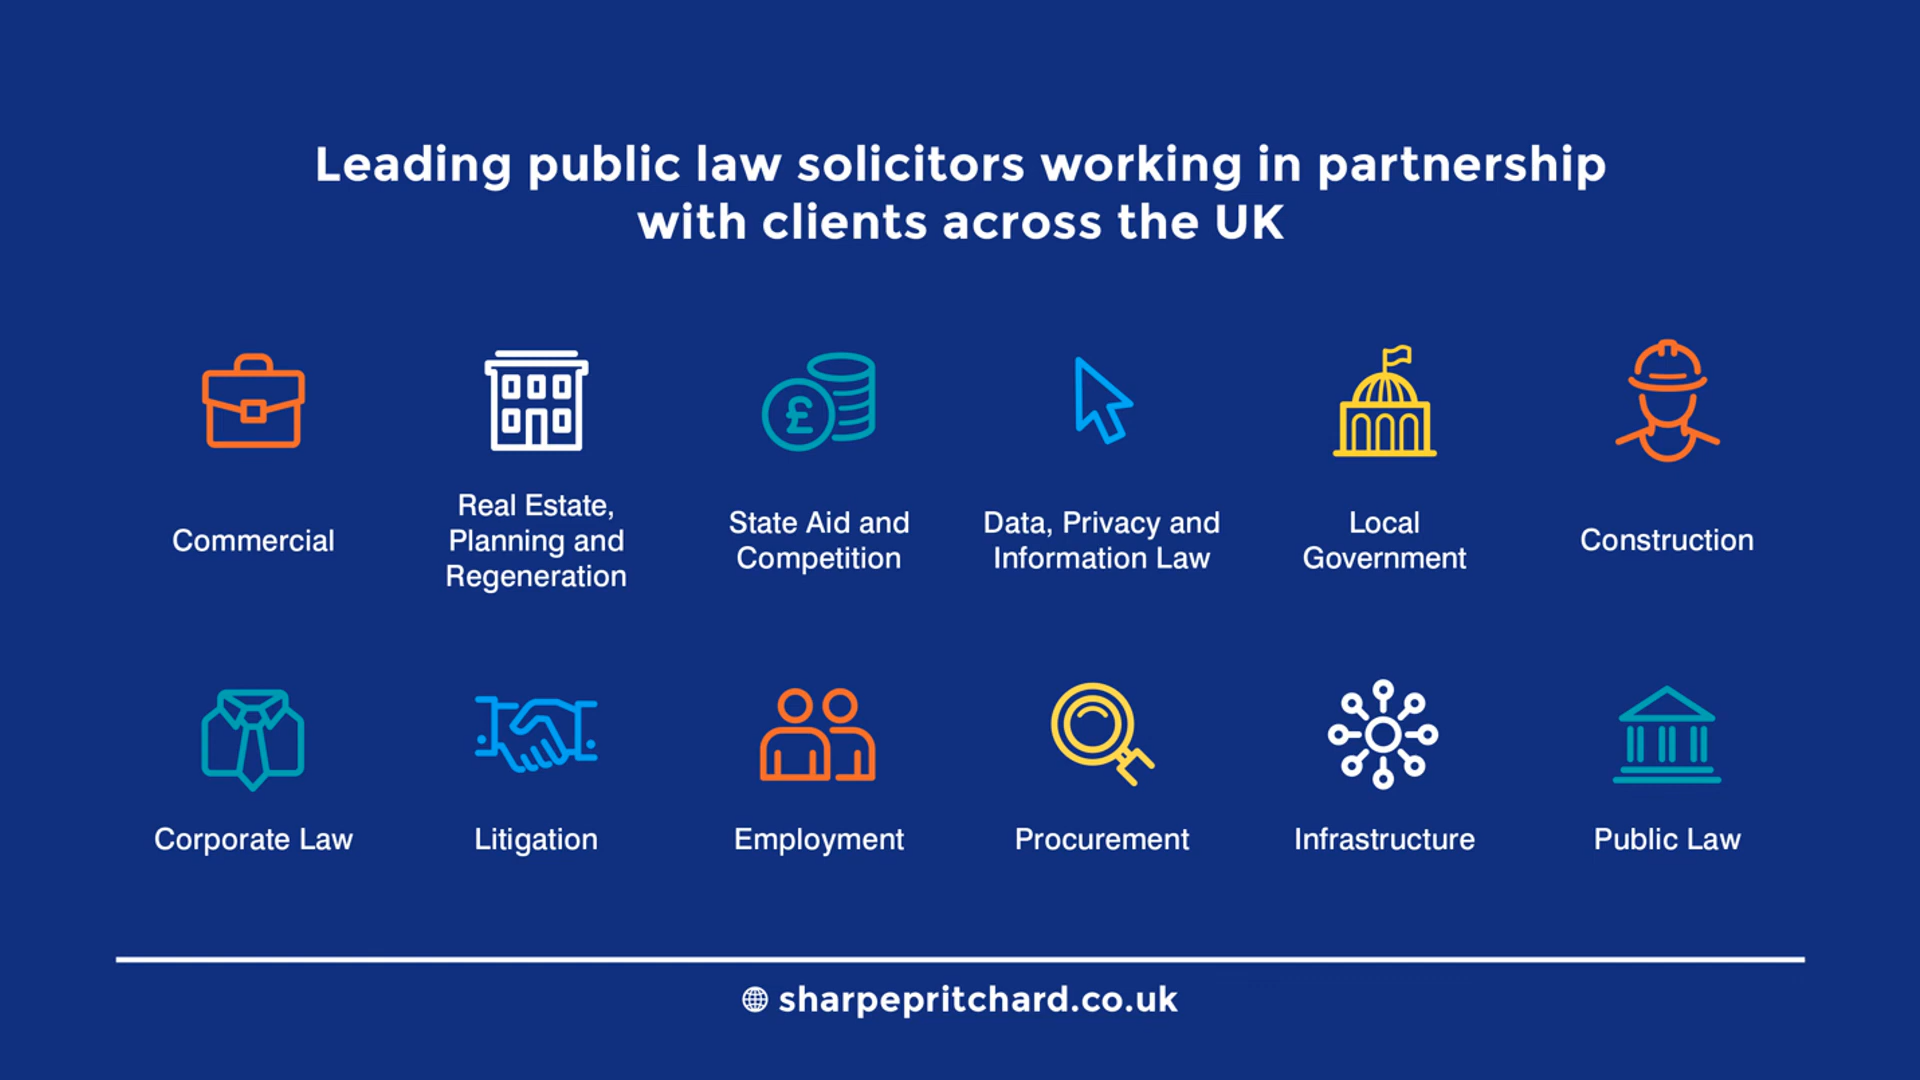 Leading public law solicitors working in partnership
with clients across the UK
£
Commercial
Real Estate,
Planning and
Regeneration
State Aid and
Competition
Data, Privacy and
Information Law
Local
Government
Construction
Corporate Law
Litigation
Employment
Procurement
Infrastructure
Public Law
sharpepritchard.co.uk